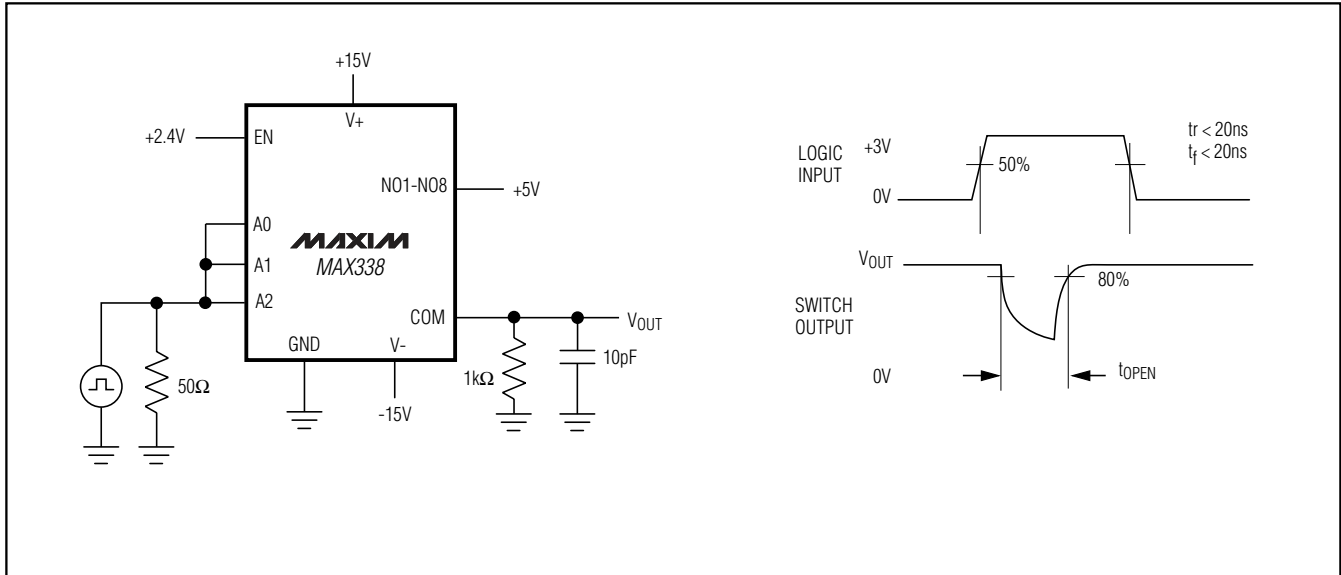 +15V
V+
+2.4V
EN
NO1-NO8
+5V
A0
A1
A2
MAXIM
MAX338
COM
VOUT
GND
V-
10pF
1kΩ
50Ω
-15V
LOGIC
INPUT
+3V
0V
50%
tr < 20ns
tf < 20ns
VOUT
80%
SWITCH
OUTPUT
0V
tOPEN